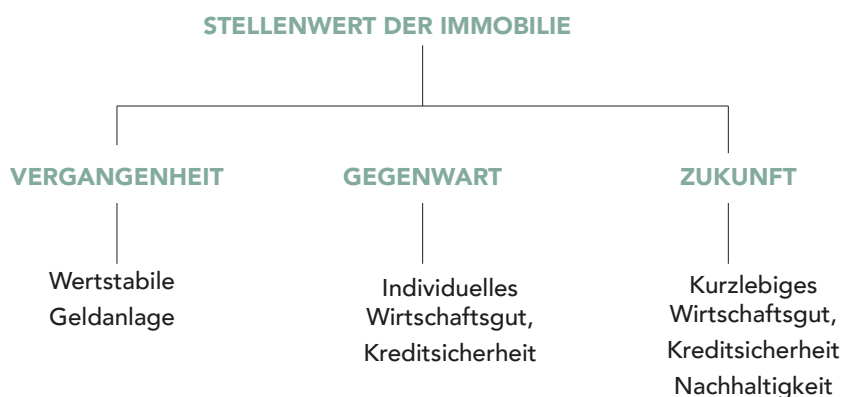 STELLENWERT DER IMMOBILIE
VERGANGENHEIT
GEGENWART
ZUKUNFT
Wertstabile
Geldanlage
Individuelles
Wirtschaftsgut,
Kreditsicherheit
Kurzlebiges
Wirtschaftsgut,
Kreditsicherheit
Nachhaltigkeit